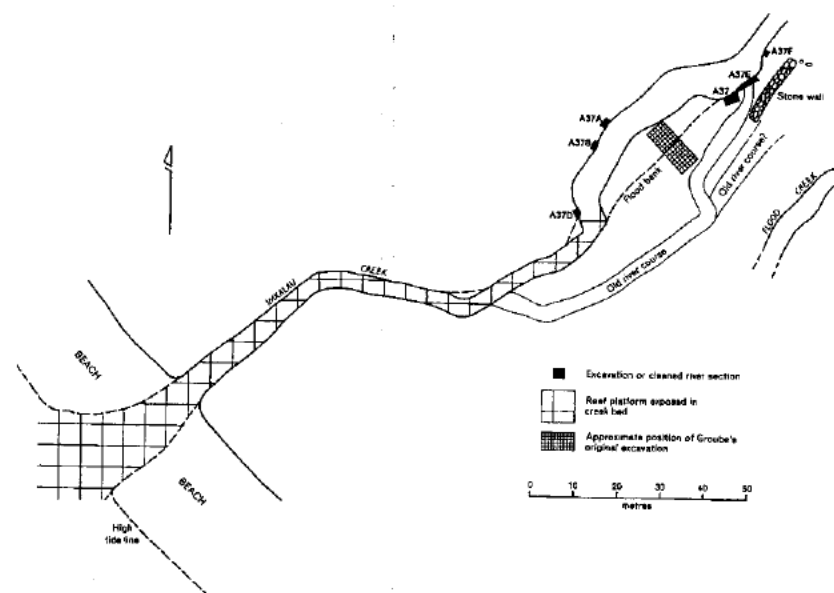 A37F
A37E
A37
Stone wall
A37A
A37B
Flood bank
Old river course?
FLOOD CREEK
A37D
Old river course
CREEK
BEACH
Excavation or cleaned river section
Reef platform exposed in
creek bed
Approximate position of Groube's
original excavation
BEACH
0 10 20 30 40 50
metres
High
tide line